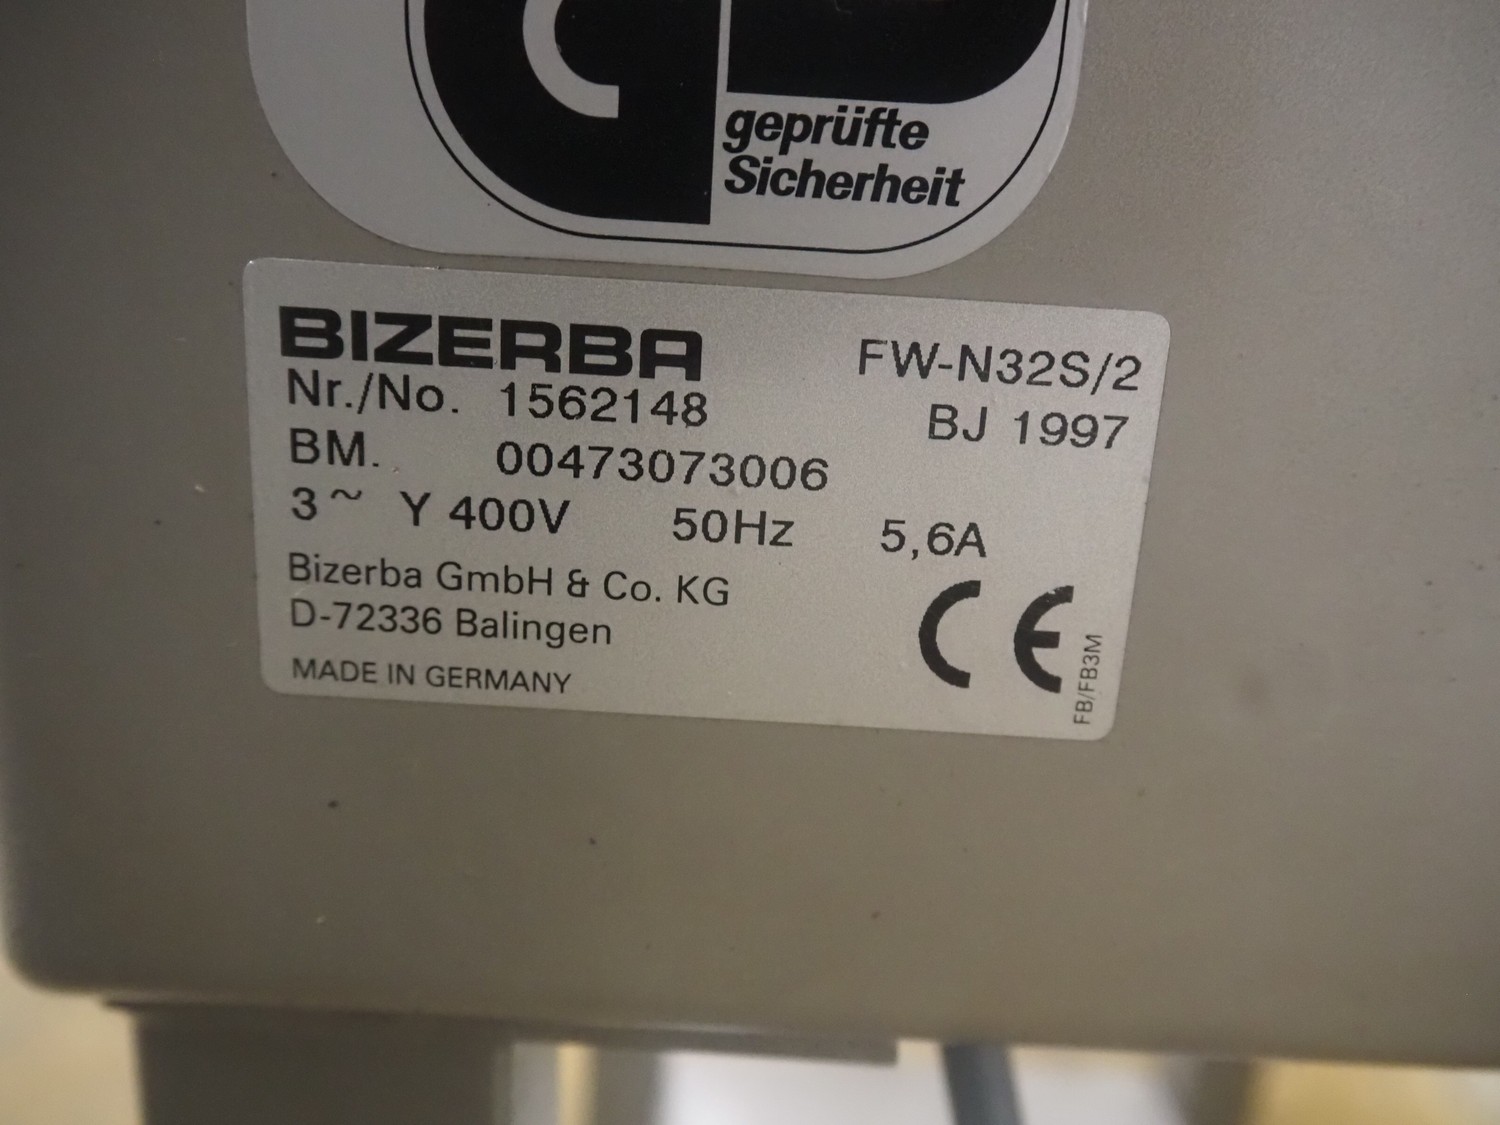 geprüfte
Sicherheit
BIZERBA FW-N32S/2
Nr./No. 1562148 BJ 1997
BM. 00473073006
3~ Y 400V 50Hz 5,6A
Bizerba GmbH & Co. KG
D-72336 Balingen
MADE IN GERMANY
CE
FB/FB3M